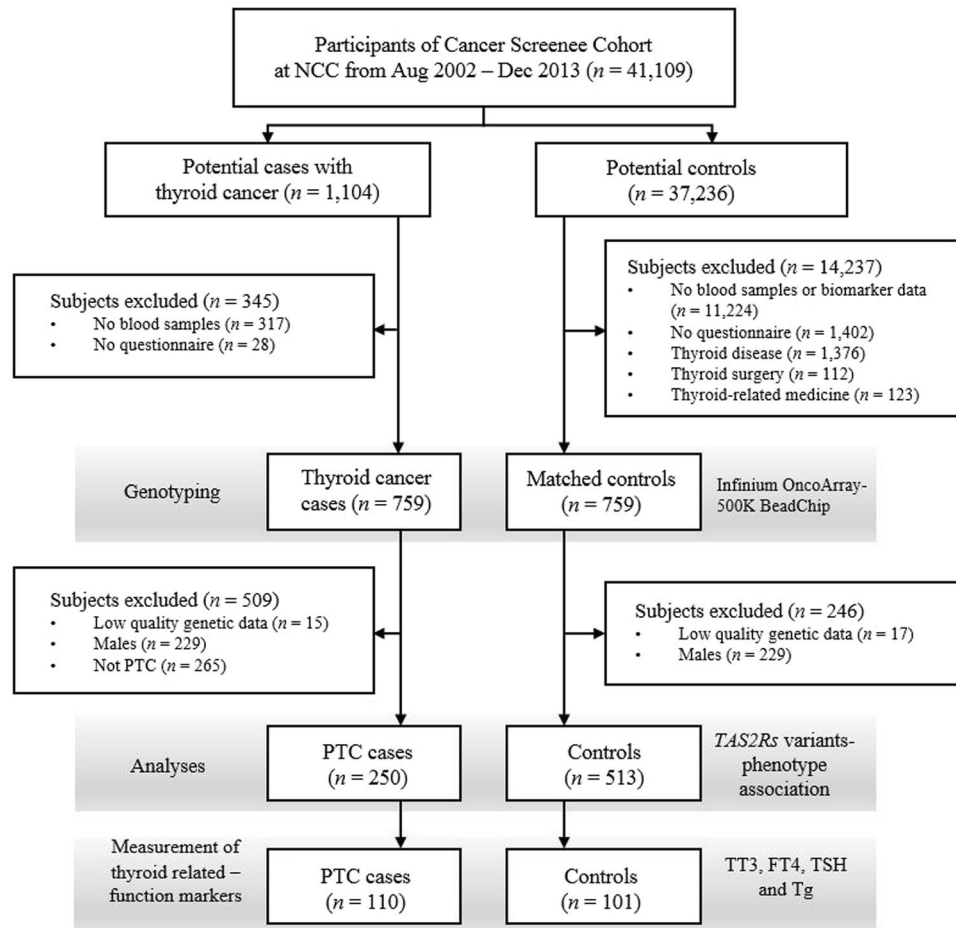 Participants of Cancer Screenee Cohort
at NCC from Aug 2002 – Dec 2013 (n = 41,109)
Potential cases with
thyroid cancer (n = 1,104)
Potential controls
(n = 37,236)
Subjects excluded (n = 345)
• No blood samples (n = 317)
• No questionnaire (n = 28)
Subjects excluded (n = 14,237)
• No blood samples or biomarker data
(n = 11,224)
• No questionnaire (n = 1,402)
• Thyroid disease (n = 1,376)
• Thyroid surgery (n = 112)
• Thyroid-related medicine (n = 123)
Genotyping
Thyroid cancer
cases (n = 759)
Matched controls
(n = 759)
Infinium OncoArray-
500K BeadChip
Subjects excluded (n = 509)
• Low quality genetic data (n = 15)
• Males (n = 229)
• Not PTC (n = 265)
Subjects excluded (n = 246)
• Low quality genetic data (n = 17)
• Males (n = 229)
Analyses
PTC cases
(n = 250)
Controls
(n = 513)
TAS2Rs variants-
phenotype
association
Measurement of
thyroid related –
function markers
PTC cases
(n = 110)
Controls
(n = 101)
TT3, FT4, TSH
and Tg